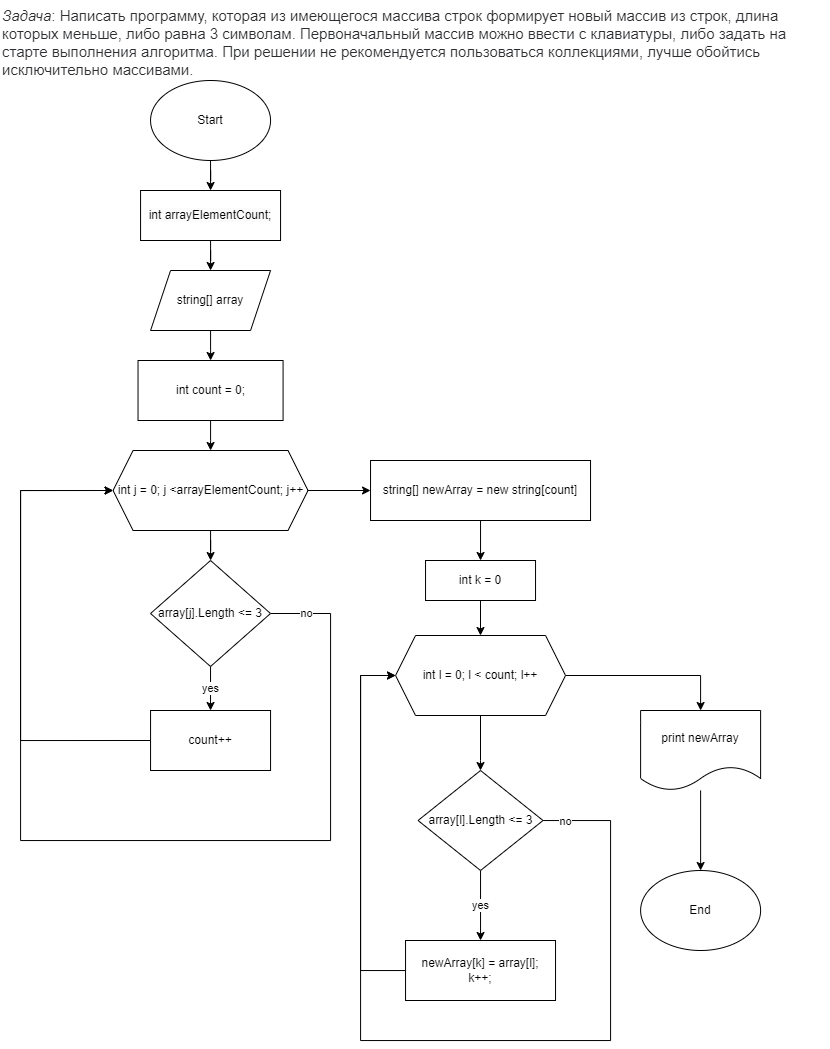 Задача: Написать программу, которая из имеющегося массива строк формирует новый массив из строк, длина
которых меньше, либо равна 3 символам. Первоначальный массив можно ввести с клавиатуры, либо задать на
старте выполнения алгоритма. При решении не рекомендуется пользоваться коллекциями, лучше обойтись
исключительно массивами.
Start
int arrayElementCount;
string[] array
int count = 0;
int j = 0; j <arrayElementCount; j++
array[j].Length <= 3
no
yes
count++
string[] newArray = new string[count]
int k = 0
int l = 0; l < count; l++
array[l].Length <= 3
no
yes
newArray[k] = array[l];
k++;
print newArray
End